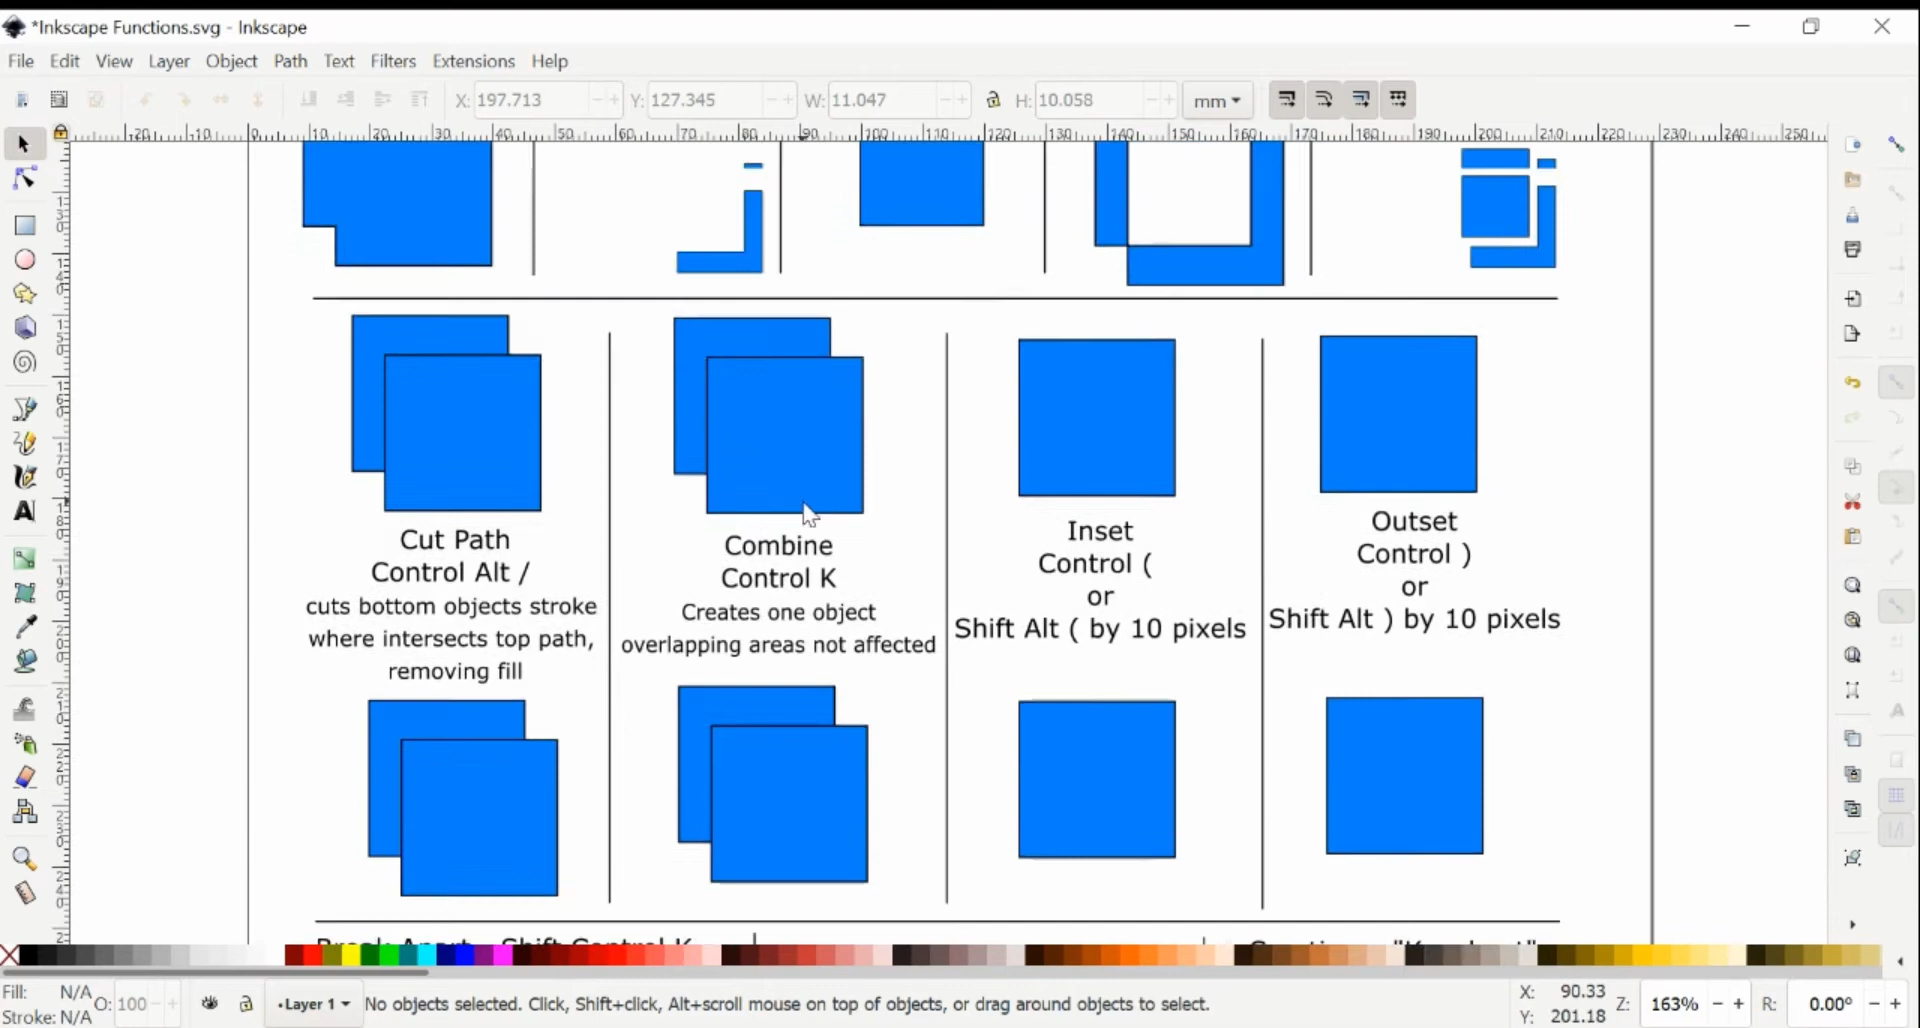 *Inkscape Functions.svg - Inkscape
File Edit View Layer Object Path Text Filters Extensions Help
X: 197.713 Y: 127.345 W: 11.047 H: 10.058 mm
Cut Path
Control Alt /
cuts bottom objects stroke
where intersects top path,
removing fill
Combine
Control K
Creates one object
overlapping areas not affected
Inset
Control (
or
Shift Alt ( by 10 pixels
Outset
Control )
or
Shift Alt ) by 10 pixels
Break Apart - Shift Control K
Fill: N/A
Stroke: N/A
O: 100
Layer 1
No objects selected. Click, Shift+click, Alt+scroll mouse on top of objects, or drag around objects to select.
X: 90.33
Y: 201.18
Z: 163%
R: 0.00°